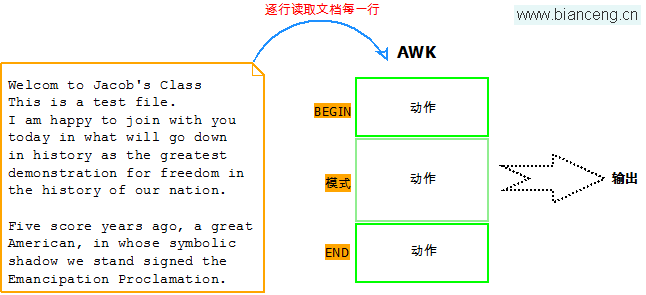 逐行读取文档每一行
www.bianceng.cn
AWK
Welcom to Jacob's Class
This is a test file.
I am happy to join with you
today in what will go down
in history as the greatest
demonstration for freedom in
the history of our nation.
Five score years ago, a great
American, in whose symbolic
shadow we stand signed the
Emancipation Proclamation.
BEGIN
动作
模式
动作
END
动作
输出